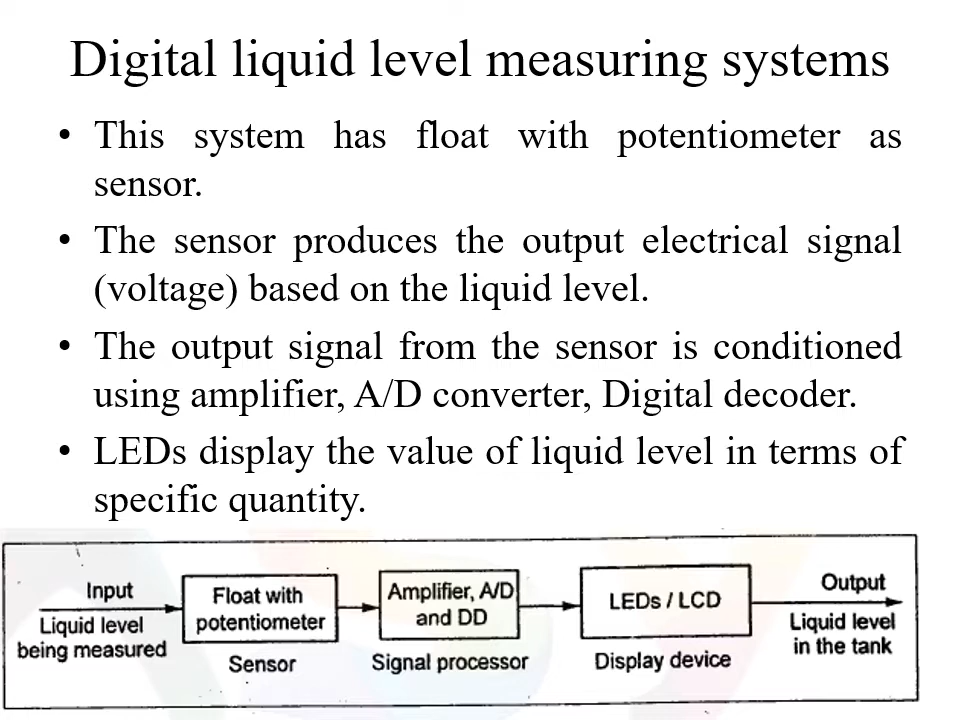 Digital liquid level measuring systems
• This system has float with potentiometer as
sensor.
• The sensor produces the output electrical signal
(voltage) based on the liquid level.
• The output signal from the sensor is conditioned
using amplifier, A/D converter, Digital decoder.
• LEDs display the value of liquid level in terms of
specific quantity.
Input
Liquid level
being measured
Float with
potentiometer
Sensor
Amplifier, A/D
and DD
Signal processor
LEDs / LCD
Display device
Output
Liquid level
in the tank